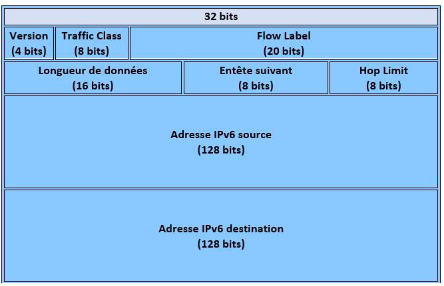 32 bits
Version Traffic Class Flow Label
(4 bits) (8 bits) (20 bits)
Longueur de données Entête suivant Hop Limit
(16 bits) (8 bits) (8 bits)
Adresse IPv6 source
(128 bits)
Adresse IPv6 destination
(128 bits)